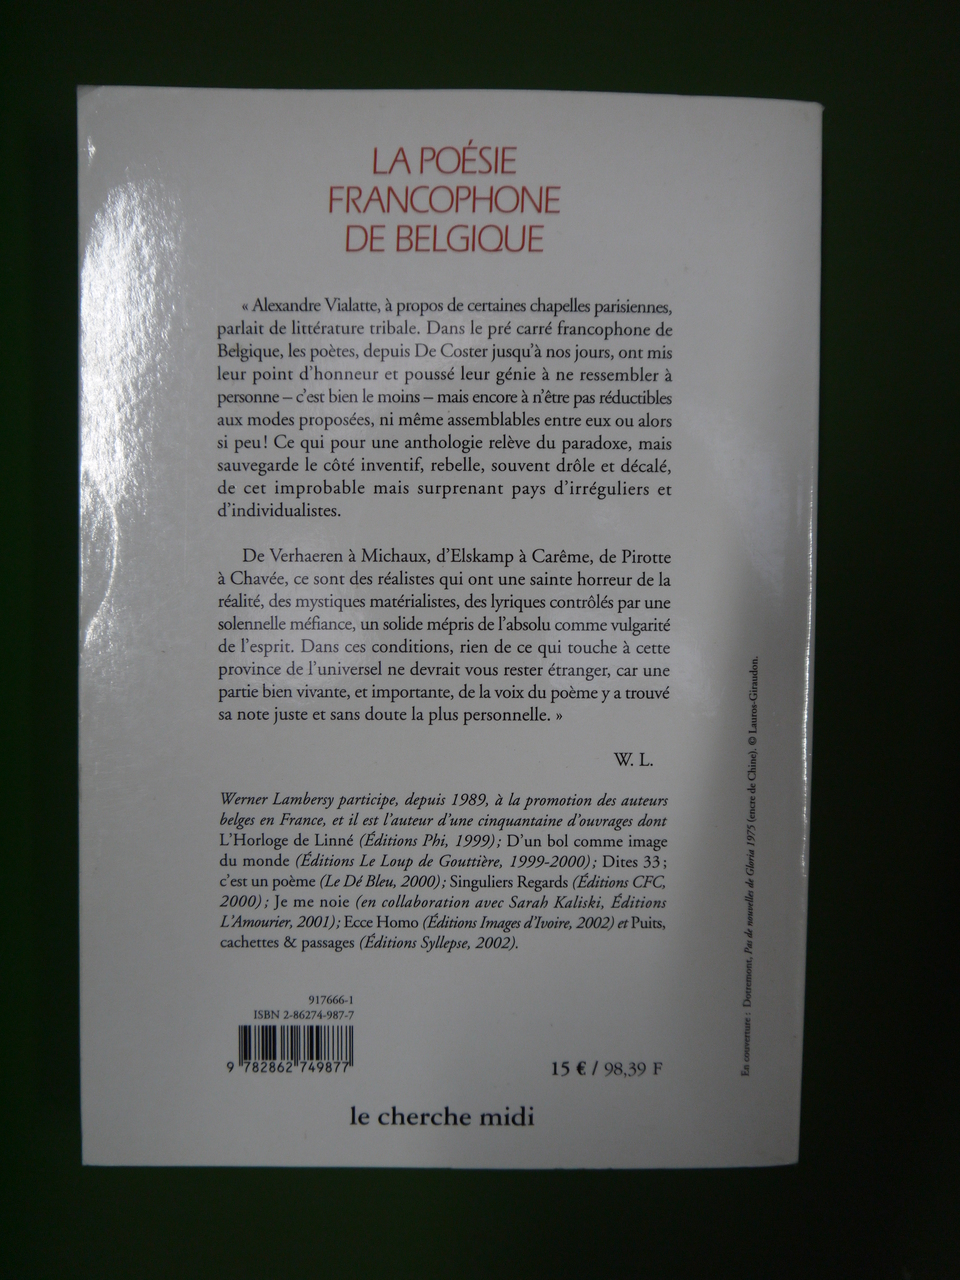 LA POÉSIE
FRANCOPHONE
DE BELGIQUE
« Alexandre Vialatte, à propos de certaines chapelles parisiennes,
parlait de littérature tribale. Dans le pré carré francophone de
Belgique, les poètes, depuis De Coster jusqu'à nos jours, ont mis
leur point d'honneur et poussé leur génie à ne ressembler à
personne – c'est bien le moins – mais encore à n'être pas réductibles
aux modes proposées, ni même assemblables entre eux ou alors
si peu ! Ce qui pour une anthologie relève du paradoxe, mais
sauvegarde le côté inventif, rebelle, souvent drôle et décalé,
de cet improbable mais surprenant pays d'irréguliers et
d'individualistes.
De Verhaeren à Michaux, d'Elskamp à Carême, de Pirotte
à Chavée, ce sont des réalistes qui ont une sainte horreur de la
réalité, des mystiques matérialistes, des lyriques contrôlés par une
solennelle méfiance, un solide mépris de l'absolu comme vulgarité
de l'esprit. Dans ces conditions, rien de ce qui touche à cette
province de l'universel ne devrait vous rester étranger, car une
partie bien vivante, et importante, de la voix du poème y a trouvé
sa note juste et sans doute la plus personnelle. »
W. L.
Werner Lambersy participe, depuis 1989, à la promotion des auteurs
belges en France, et il est l'auteur d'une cinquantaine d'ouvrages dont
L'Horloge de Linné (Éditions Phi, 1999) ; D'un bol comme image
du monde (Éditions Le Loup de Gouttière, 1999-2000) ; Dites 33 ;
c'est un poème (Le Dé Bleu, 2000) ; Singuliers Regards (Éditions CFC,
2000) ; Je me noie (en collaboration avec Sarah Kaliski, Éditions
L'Amourier, 2001) ; Ecce Homo (Éditions Images d'Ivoire, 2002) et Puits,
cachettes & passages (Éditions Syllepse, 2002).
917666-1
ISBN 2-86274-987-7
9 782862 749877
15 € / 98,39 F
le cherche midi
En couverture : Dotremont, Pas de nouvelles de Gloria 1975 (encre de Chine). © Lauros-Giraudon.